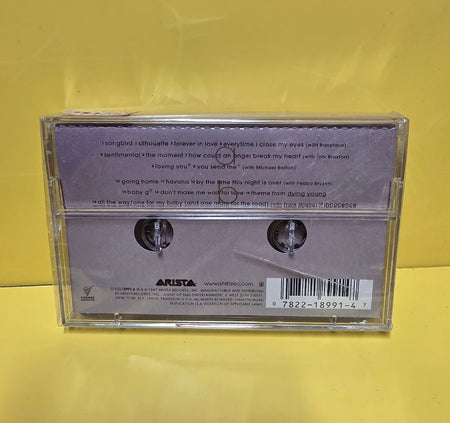 songbird silhouette forever in love everytime i close my eyes (with Babyface)
sentimental the moment how could an angel break my heart (with Toni Braxton)
loving you you send me (with Michael Bolton)
going home havana by the time this night is over (with Peabo Bryson)
baby g don't make me wait for love theme from dying young
all the way/one for my baby (and one more for the road) (with Frank Sinatra)
ARISTA www.aristarec.com
0 7822-18991-4 7